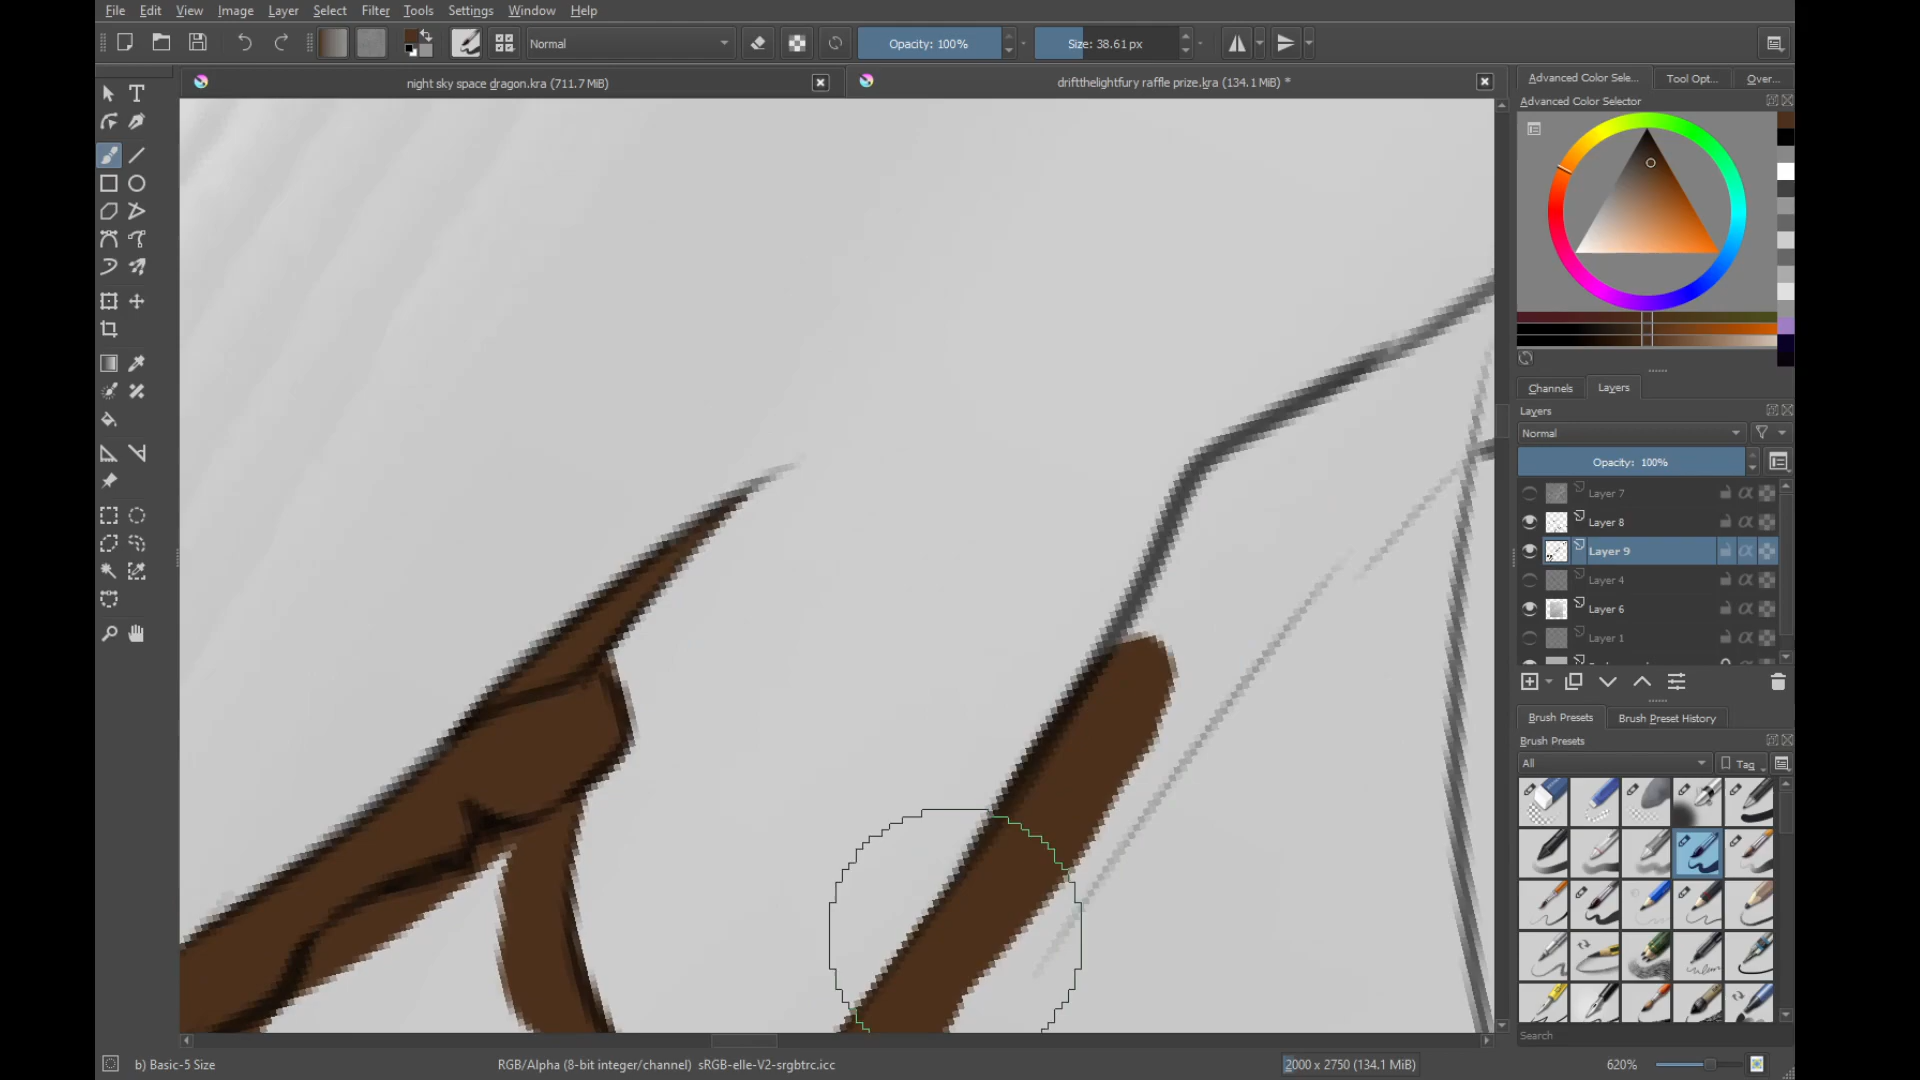 File Edit View Select Image Layer Select Filter Tools Settings Window Help
Normal
Opacity: 100%
Size: 38.61 px
night sky space dragon.kra (711.7 MiB)
driftthelightfury raffle prize.kra (134.1 MiB) *
Advanced Color Sele... Tool Opt... Over...
Advanced Color Selector
Channels Layers
Layers
Normal
Opacity: 100%
Layer 7
Layer 8
Layer 9
Layer 4
Layer 6
Layer 1
Brush Presets Brush Preset History
Brush Presets
All Tag
Search
b) Basic-5 Size
RGB/Alpha (8-bit integer/channel) sRGB-elle-V2-srgbtrc.icc
2000 x 2750 (134.1 MiB)
620%